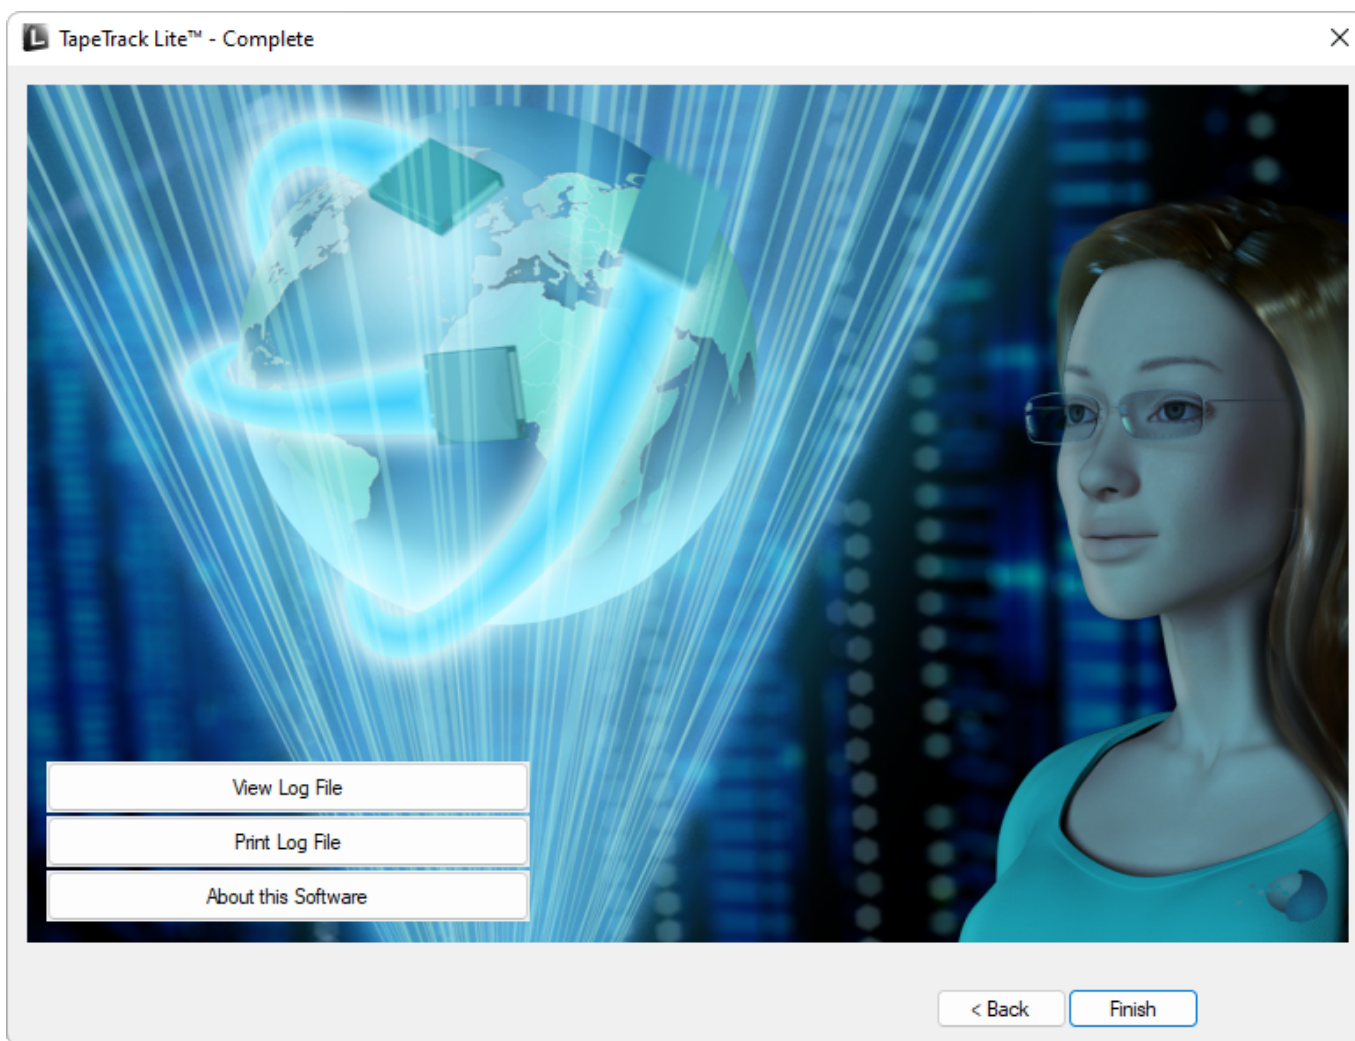 TapeTrack Lite™ - Complete
View Log File
Print Log File
About this Software
< Back
Finish